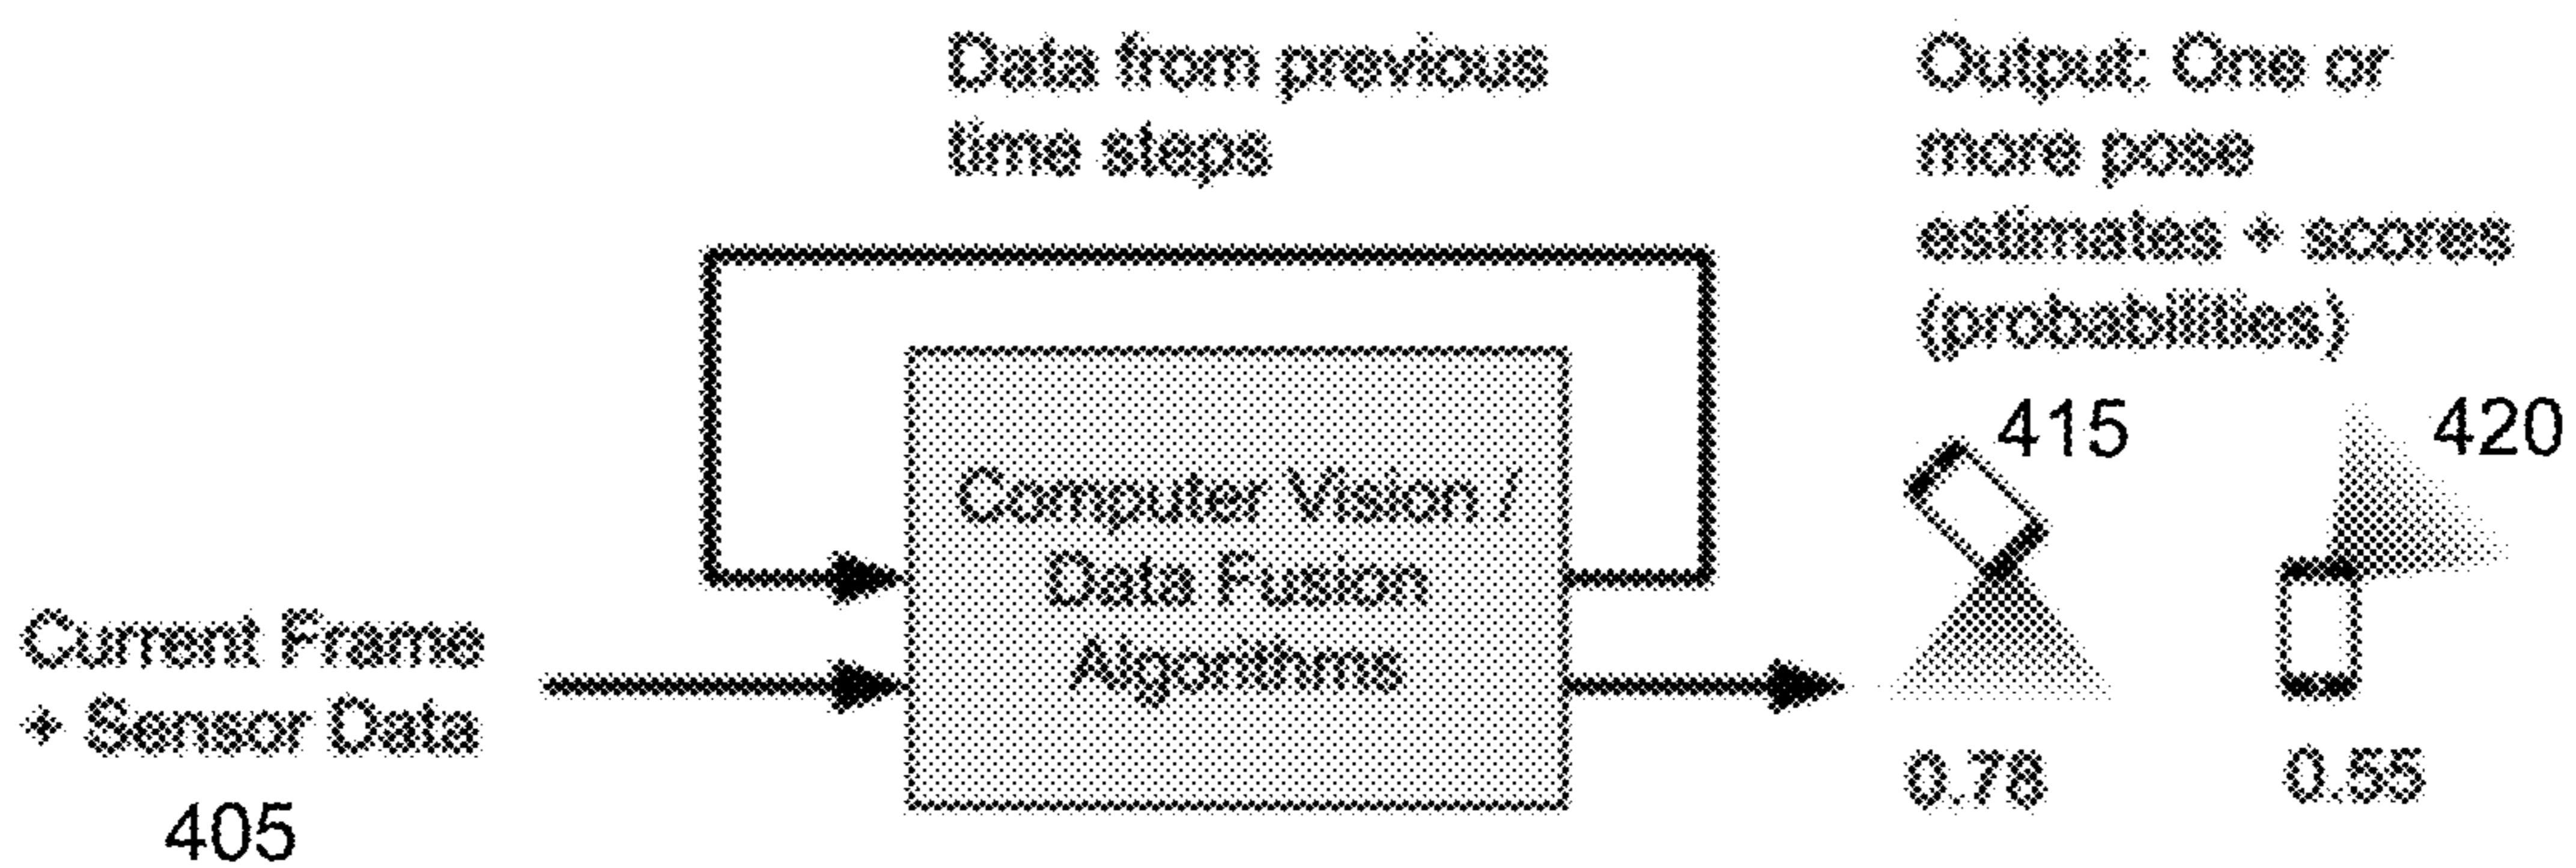 Data from previous
time steps
Output: One or
more pose
estimates + scores
(probabilities)
415
420
Computer Vision /
Data Fusion
Algorithms
Current Frame
+ Sensor Data
405
0.78
0.55